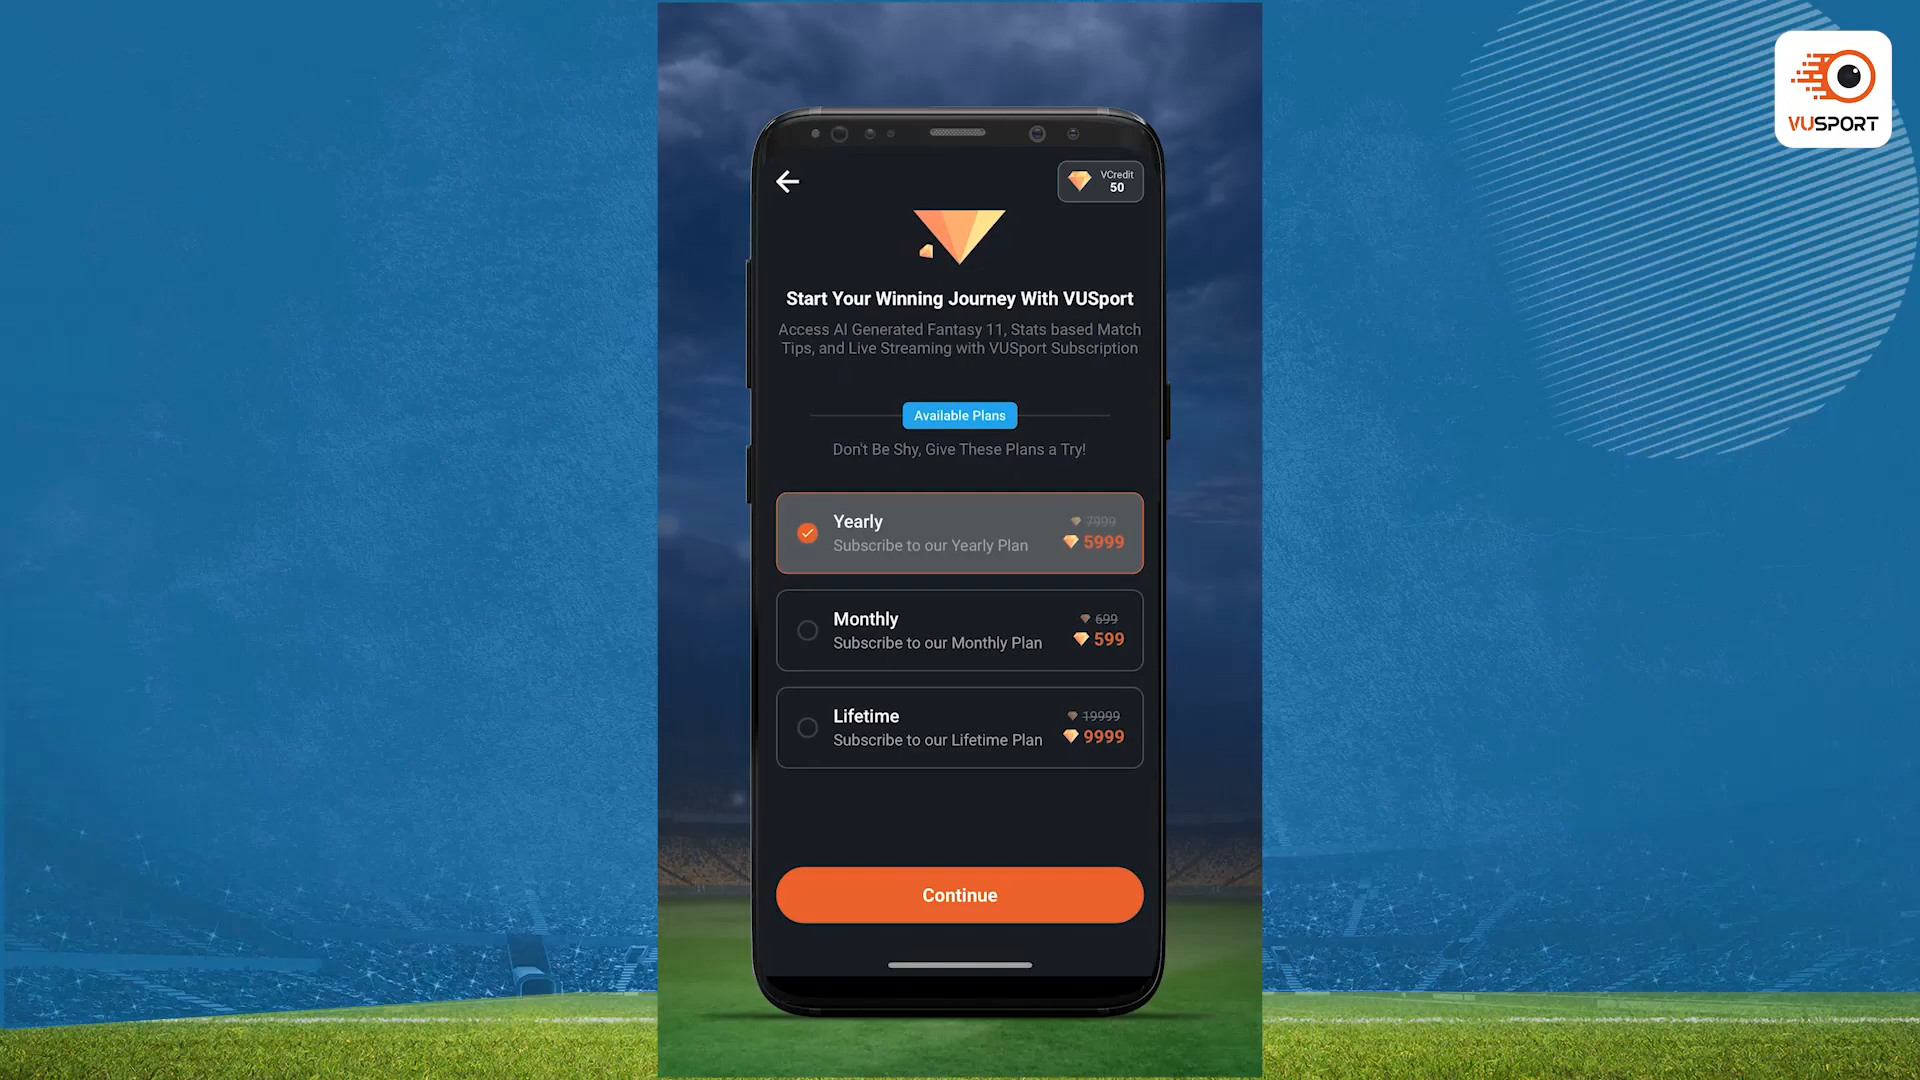 VUSPORT
VCredit
50
Start Your Winning Journey With VUSport
Access AI Generated Fantasy 11, Stats based Match
Tips, and Live Streaming with VUSport Subscription
Available Plans
Don't Be Shy, Give These Plans a Try!
Yearly
7999
Subscribe to our Yearly Plan
5999
Monthly
699
Subscribe to our Monthly Plan
599
Lifetime
19999
Subscribe to our Lifetime Plan
9999
Continue